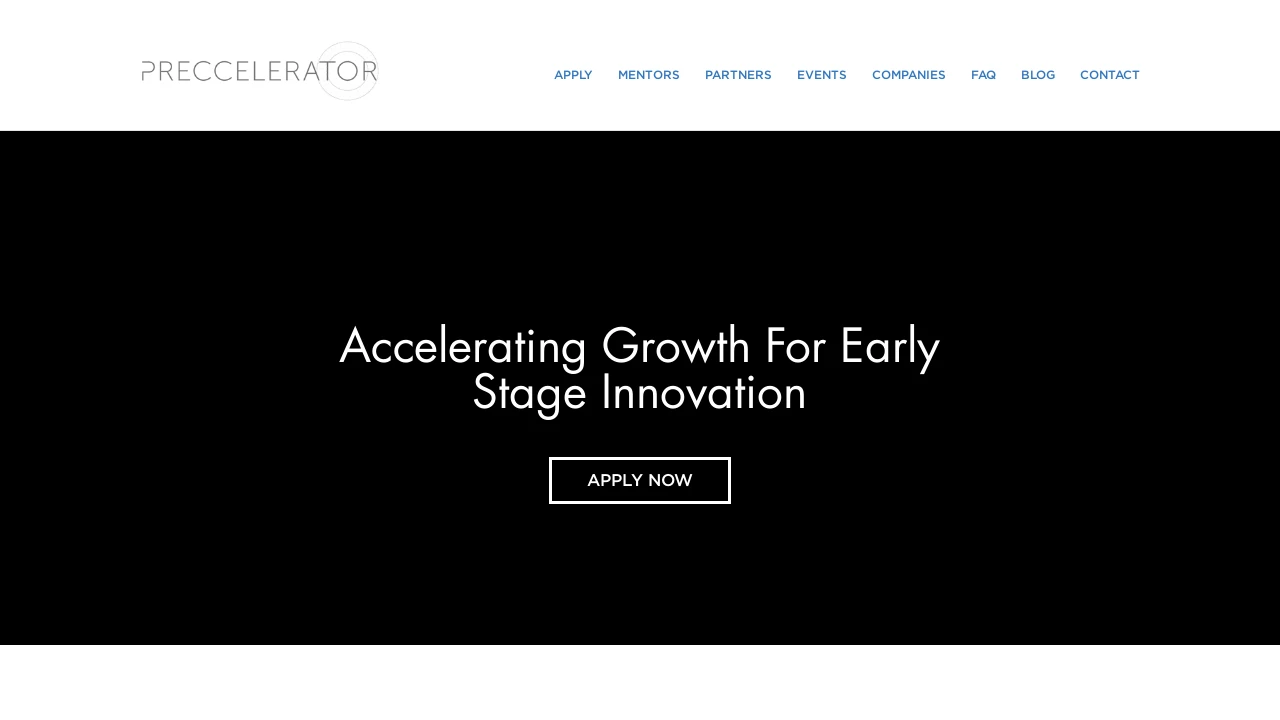 PRECCELERATOR
APPLY MENTORS PARTNERS EVENTS COMPANIES FAQ BLOG CONTACT
Accelerating Growth For Early
Stage Innovation
APPLY NOW